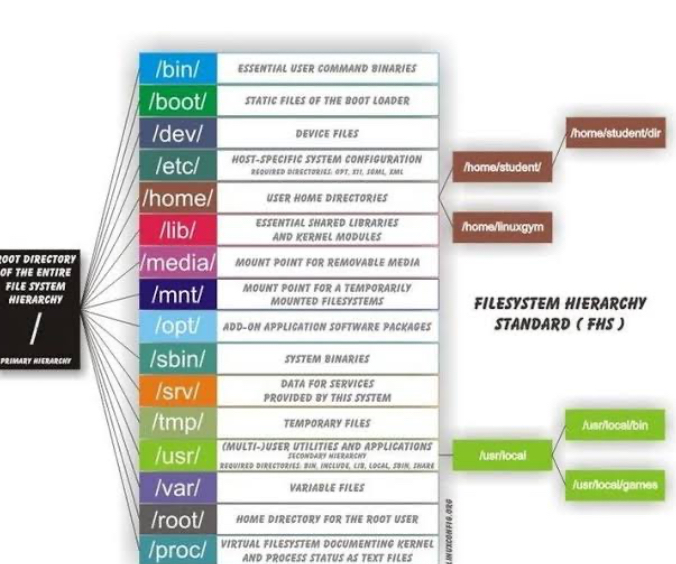 ROOT DIRECTORY
OF THE ENTIRE
FILE SYSTEM
HIERARCHY
/
PRIMARY HIERARCHY
/bin/
ESSENTIAL USER COMMAND BINARIES
/boot/
STATIC FILES OF THE BOOT LOADER
/dev/
DEVICE FILES
/etc/
HOST-SPECIFIC SYSTEM CONFIGURATION
REQUIRED DIRECTORIES: OPT, XII, SGML, XML
/home/
USER HOME DIRECTORIES
/lib/
ESSENTIAL SHARED LIBRARIES
AND KERNEL MODULES
/media/
MOUNT POINT FOR REMOVABLE MEDIA
/mnt/
MOUNT POINT FOR A TEMPORARILY
MOUNTED FILESYSTEMS
/opt/
ADD-ON APPLICATION SOFTWARE PACKAGES
/sbin/
SYSTEM BINARIES
/srv/
DATA FOR SERVICES
PROVIDED BY THIS SYSTEM
/tmp/
TEMPORARY FILES
/usr/
(MULTI-)USER UTILITIES AND APPLICATIONS
SECONDARY HIERARCHY
REQUIRED DIRECTORIES: BIN, INCLUDE, LIB, LOCAL, SBIN, SHARE
/var/
VARIABLE FILES
/root/
HOME DIRECTORY FOR THE ROOT USER
/proc/
VIRTUAL FILESYSTEM DOCUMENTING KERNEL
AND PROCESS STATUS AS TEXT FILES
/home/student/
/home/student/dir
/home/linuxgym
FILESYSTEM HIERARCHY
STANDARD ( FHS )
/usr/local
/usr/local/bin
/usr/local/games
LINUXCONFIG.ORG